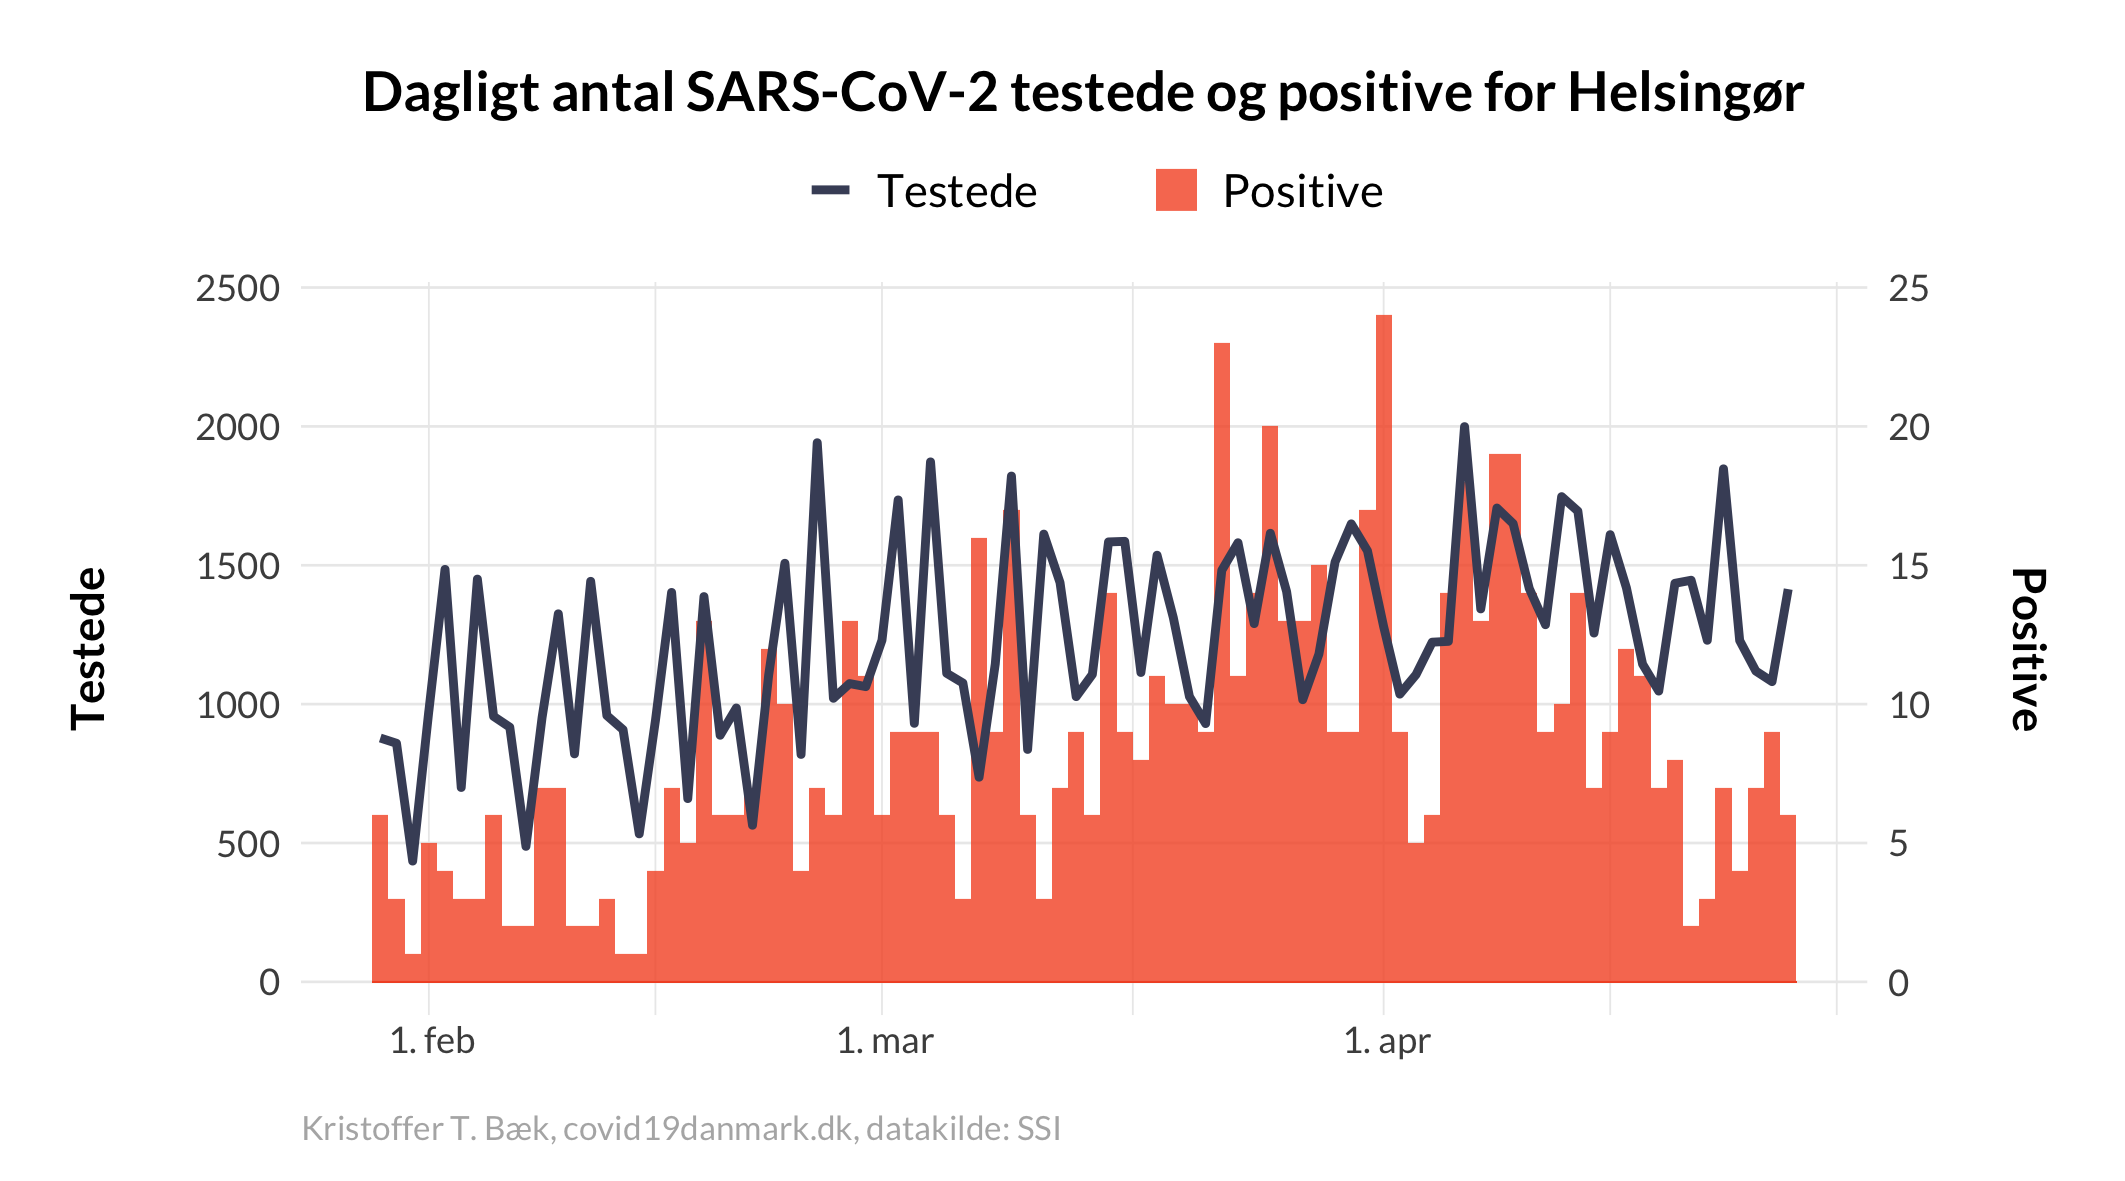 Dagligt antal SARS-CoV-2 testede og positive for Helsingør
Testede
Positive
2500
2000
1500
1000
500
0
25
20
15
10
5
0
Testede
Positive
1. feb
1. mar
1. apr
Kristoffer T. Bæk, covid19danmark.dk, datakilde: SSI